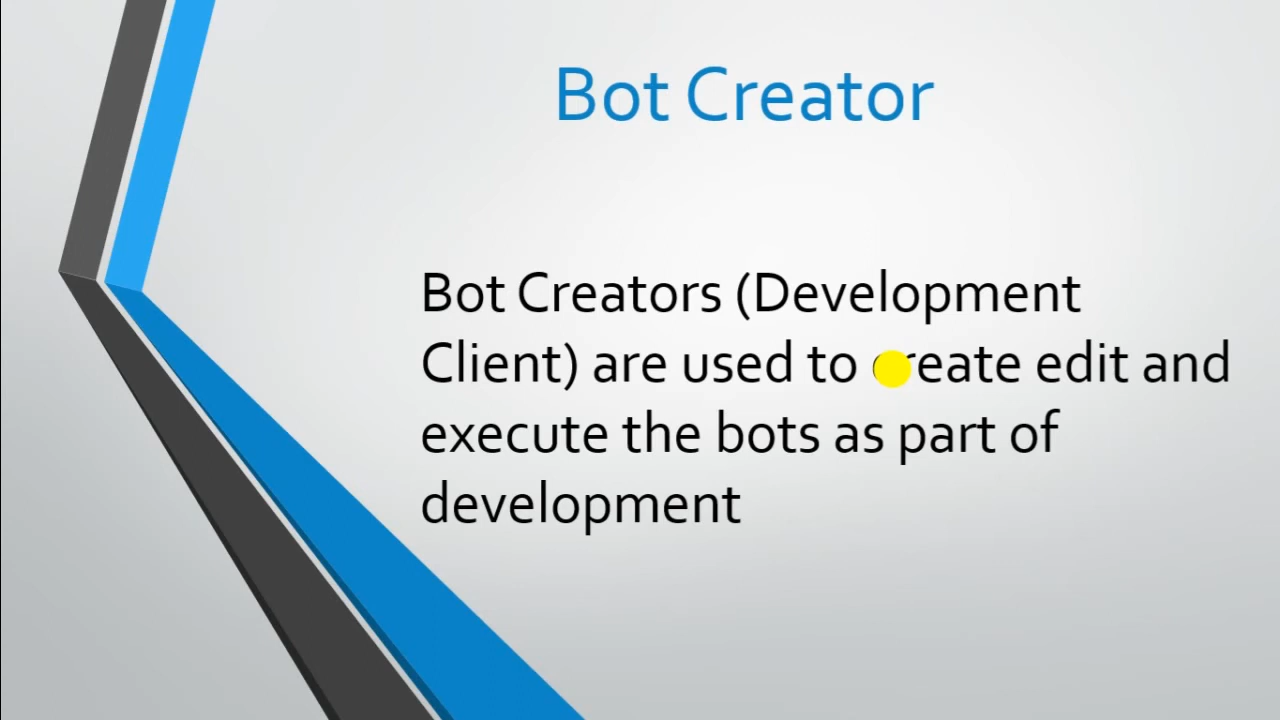 Bot Creator
Bot Creators (Development
Client) are used to create edit and
execute the bots as part of
development